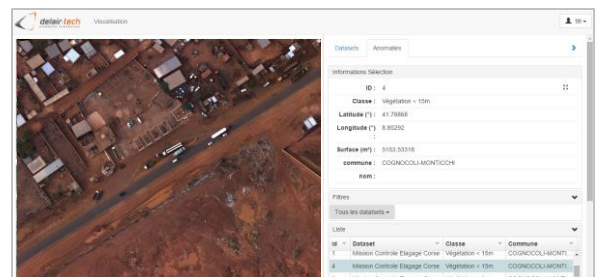 delair-tech
Visualisation
Datasets
Anomalies
Informations Sélection
ID : 4
Classe : Végétation < 15m
Latitude (°) : 41.78868
Longitude (°) : 8.85292
Surface (m²) : 5153.53316
commune : COGNOCOLI-MONTICCHI
nom :
Filtres
Tous les datatsets
Liste
Id Dataset Classe Commune
1 Mission Controle Elagage Corse Végétation < 15m COGNOCOLI-MONTI...
4 Mission Controle Elagage Corse Végétation < 15m COGNOCOLI-MONTI...